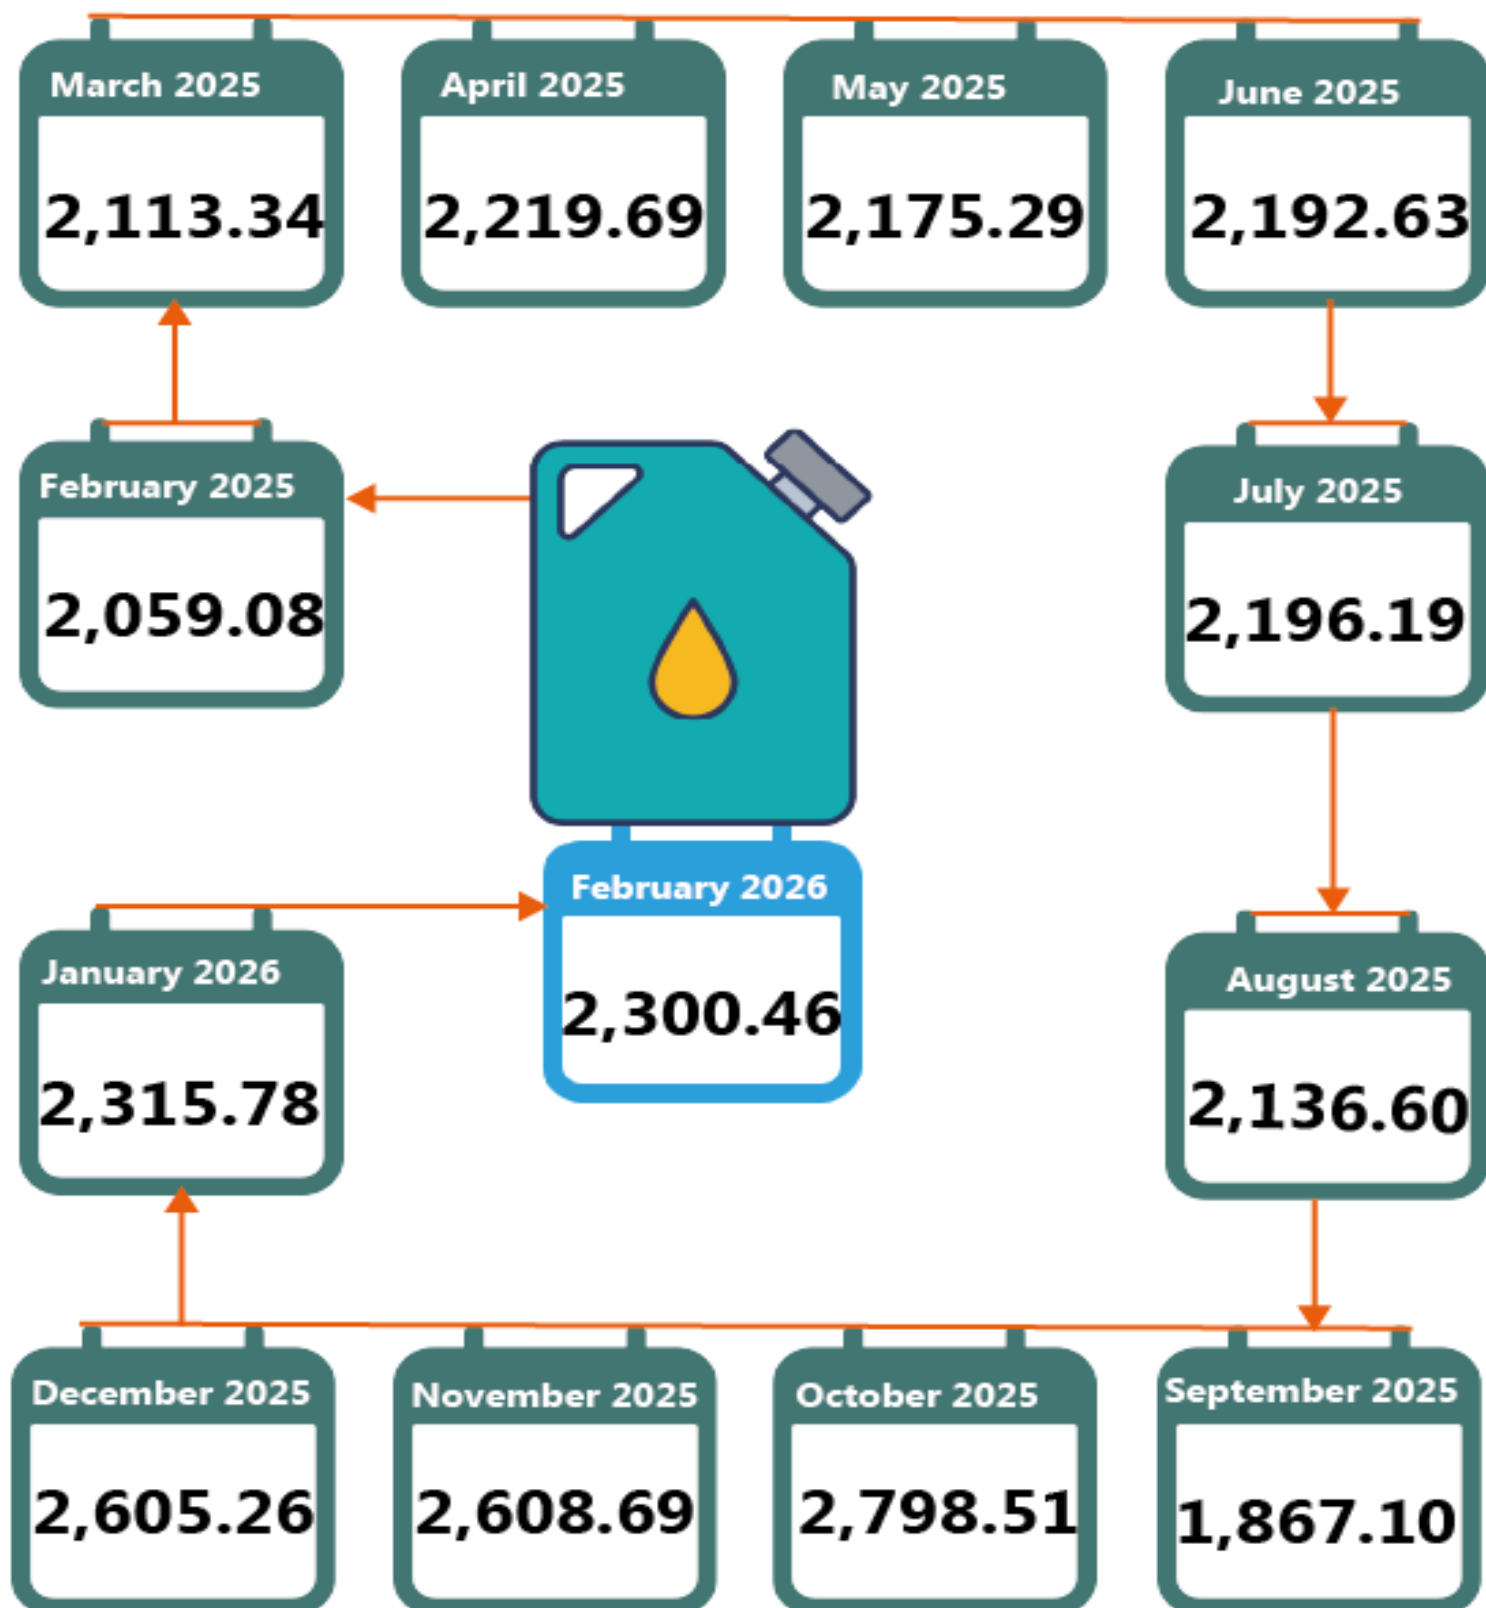 March 2025
2,113.34
April 2025
2,219.69
May 2025
2,175.29
June 2025
2,192.63
February 2025
2,059.08
July 2025
2,196.19
January 2026
2,315.78
February 2026
2,300.46
August 2025
2,136.60
December 2025
2,605.26
November 2025
2,608.69
October 2025
2,798.51
September 2025
1,867.10